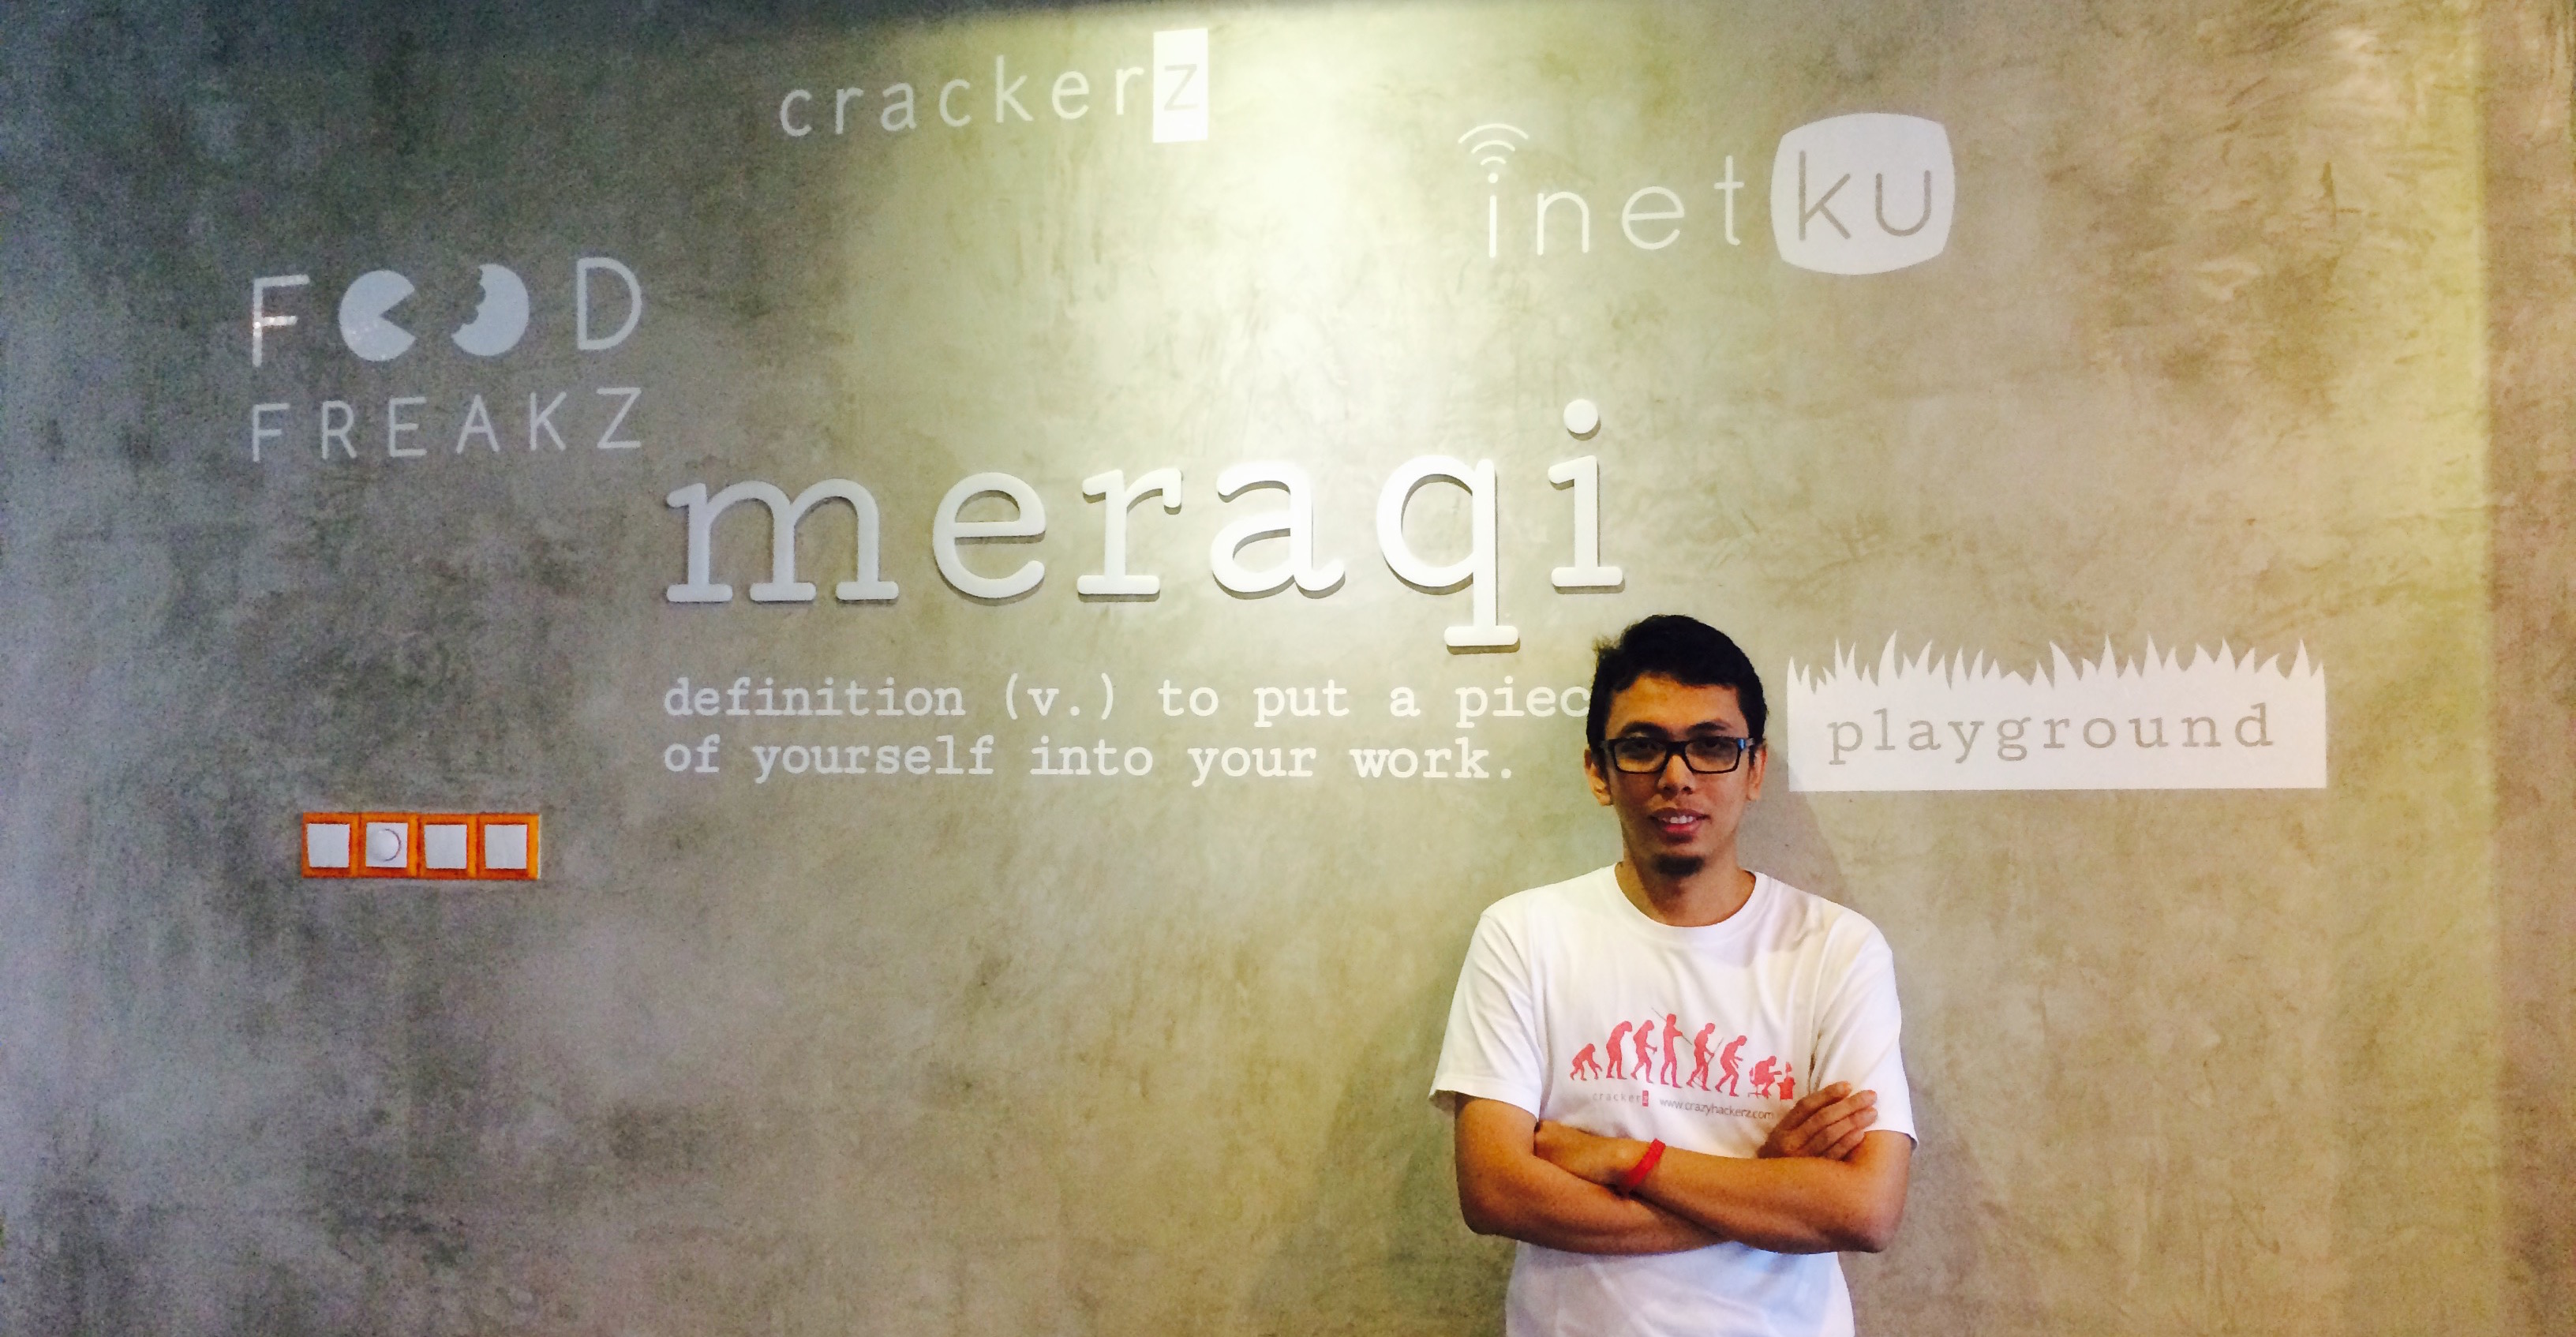 crackerz
inetku
FOOD
FREAKZ
meraqi
definition (v.) to put a piec
of yourself into your work.
playground
crackerz www.crazyhackerz.com